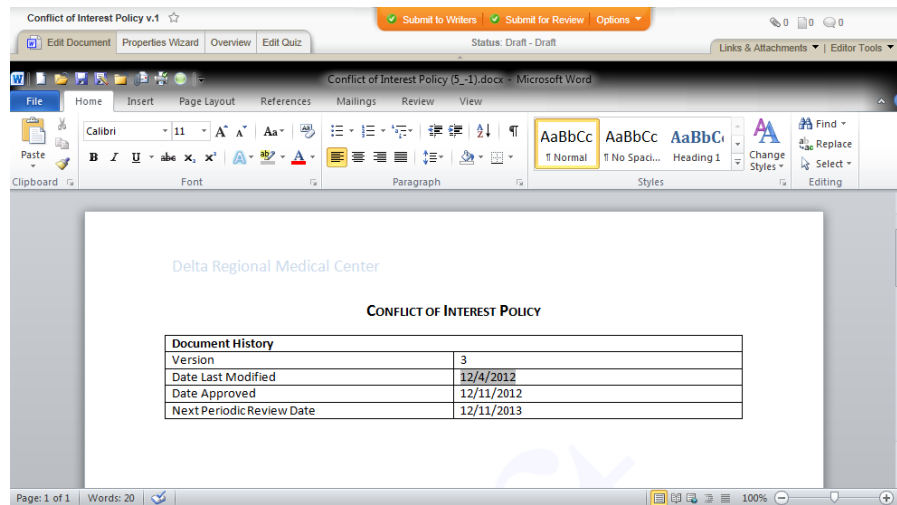 Conflict of Interest Policy v.1
Submit to Writers Submit for Review Options
0 0 0
Edit Document Properties Wizard Overview Edit Quiz
Status: Draft - Draft
Links & Attachments | Editor Tools
Conflict of Interest Policy (5_-1).docx - Microsoft Word
File Home Insert Page Layout References Mailings Review View
Calibri 11 A A Aa
Find
Replace
Select
Paste
B I U abc X₂ X² A ab A
AaBbCc AaBbCc AaBbC
¶ Normal ¶ No Spaci... Heading 1
Change Styles
Clipboard Font Paragraph Styles Editing
Delta Regional Medical Center
CONFLICT OF INTEREST POLICY
Document History
Version 3
Date Last Modified 12/4/2012
Date Approved 12/11/2012
Next Periodic Review Date 12/11/2013
Page: 1 of 1 Words: 20 100%